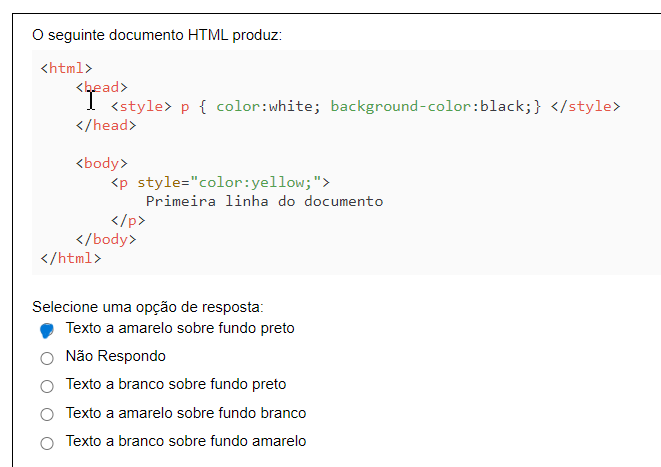 O seguinte documento HTML produz:
<html>
<head>
<style> p { color:white; background-color:black;} </style>
</head>
<body>
<p style="color:yellow;">
Primeira linha do documento
</p>
</body>
</html>
Selecione uma opção de resposta:
Texto a amarelo sobre fundo preto
Não Respondo
Texto a branco sobre fundo preto
Texto a amarelo sobre fundo branco
Texto a branco sobre fundo amarelo